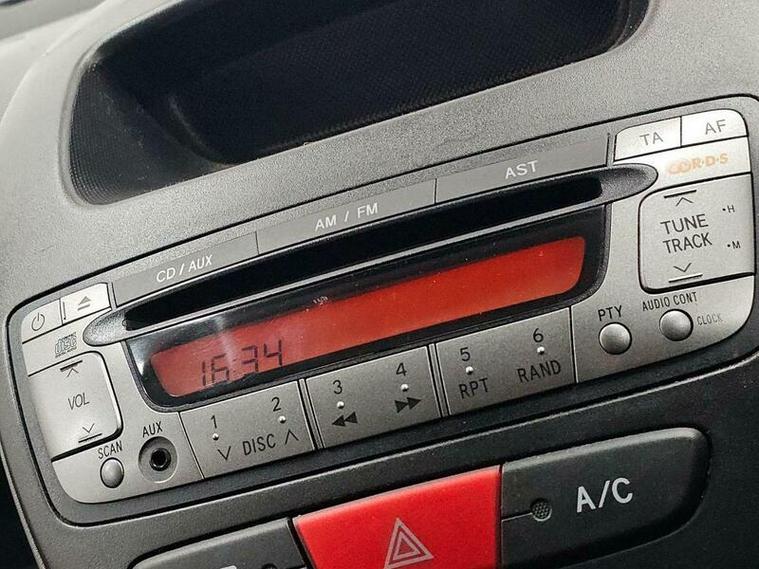 TA AF
R·D·S
AST
AM / FM
CD / AUX
TUNE
TRACK
·H
·M
16:34
VOL
SCAN
AUX
1 2
DISC
3 4
5 6
RPT RAND
PTY
AUDIO CONT
CLOCK
A/C